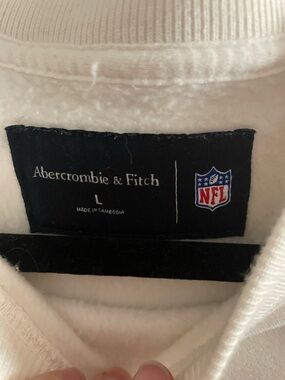 Abercrombie & Fitch
L
MADE IN CAMBODIA
NFL